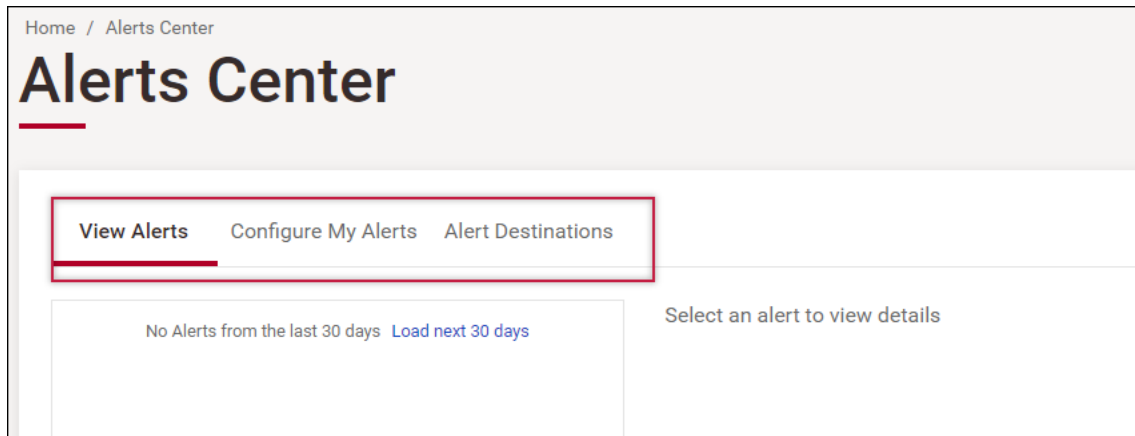 Home / Alerts Center
Alerts Center
View Alerts Configure My Alerts Alert Destinations
No Alerts from the last 30 days Load next 30 days
Select an alert to view details